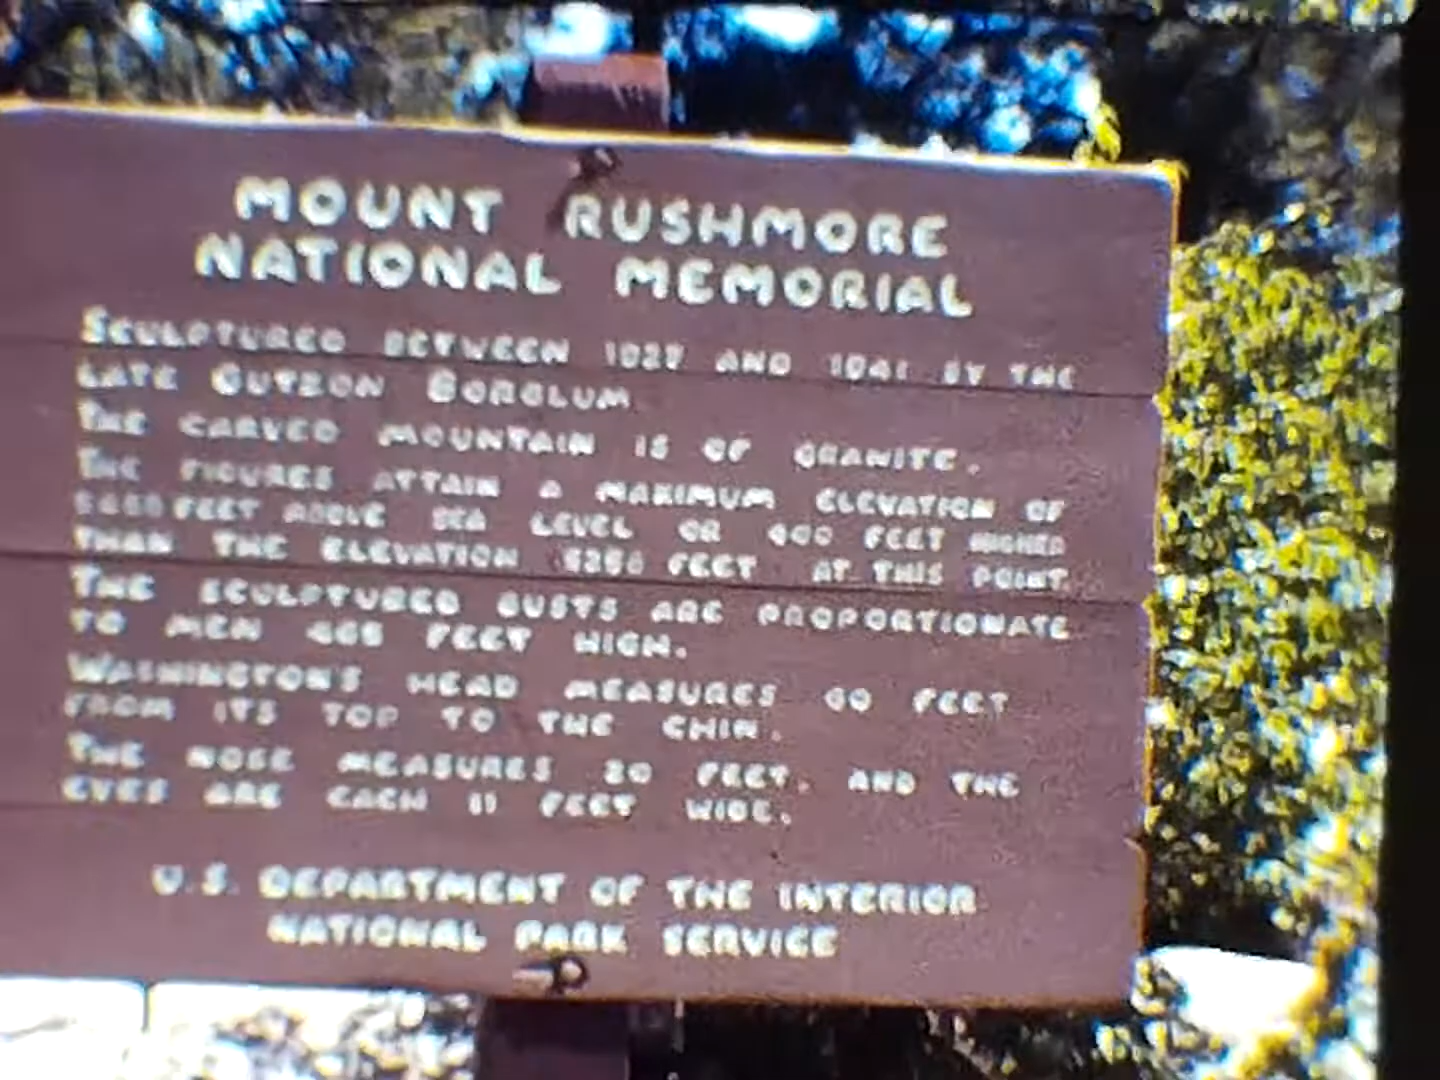 MOUNT RUSHMORE
NATIONAL MEMORIAL
SCULPTURED BETWEEN 1927 AND 1941 BY THE
LATE GUTZON BORGLUM
THE CARVED MOUNTAIN IS OF GRANITE.
THE FIGURES ATTAIN A MAXIMUM ELEVATION OF
FEET ABOVE SEA LEVEL OR 400 FEET HIGHER
THAN THE ELEVATION FEET AT THIS POINT.
THE SCULPTURED BUSTS ARE PROPORTIONATE
TO MEN 465 FEET HIGH.
WASHINGTON'S HEAD MEASURES 60 FEET
FROM ITS TOP TO THE CHIN.
THE NOSE MEASURES 20 FEET. AND THE
EYES ARE EACH 11 FEET WIDE.
U.S. DEPARTMENT OF THE INTERIOR
NATIONAL PARK SERVICE